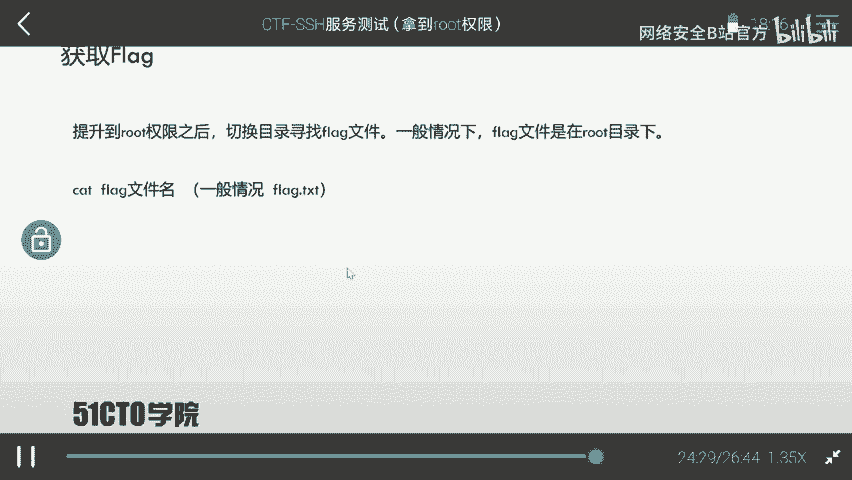 CTF-SSH服务测试(拿到root权限)
18:16
网络安全B站官方 bilibili
获取Flag
提升到root权限之后，切换目录寻找flag文件。一般情况下，flag文件是在root目录下。
cat flag文件名 （一般情况 flag.txt）
51CTO学院
24:29/26:44 1.35X